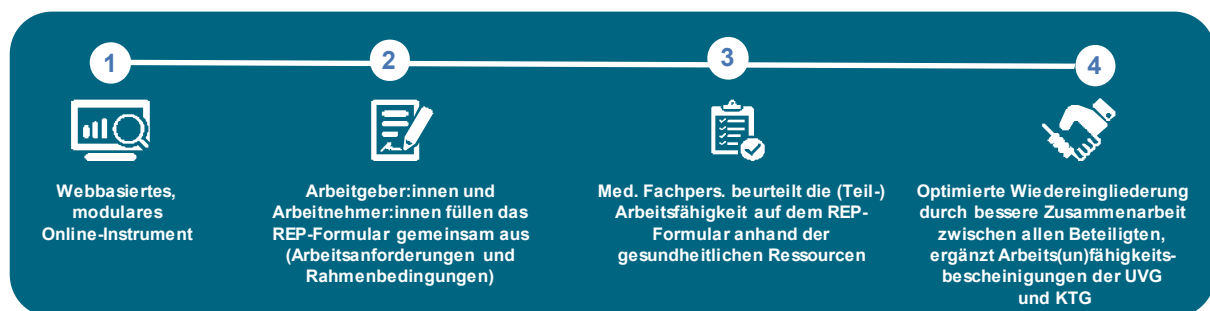 1
Webbasiertes,
modulares
Online-Instrument
2
Arbeitgeber:innen und
Arbeitnehmer:innen füllen das
REP-Formular gemeinsam aus
(Arbeitsanforderungen und
Rahmenbedingungen)
3
Med. Fachpers. beurteilt die (Teil-)
Arbeitsfähigkeit auf dem REP-
Formular anhand der
gesundheitlichen Ressourcen
4
Optimierte Wiedereingliederung
durch bessere Zusammenarbeit
zwischen allen Beteiligten,
ergänzt Arbeits(un)fähigkeits-
bescheinigungen der UVG
und KTG